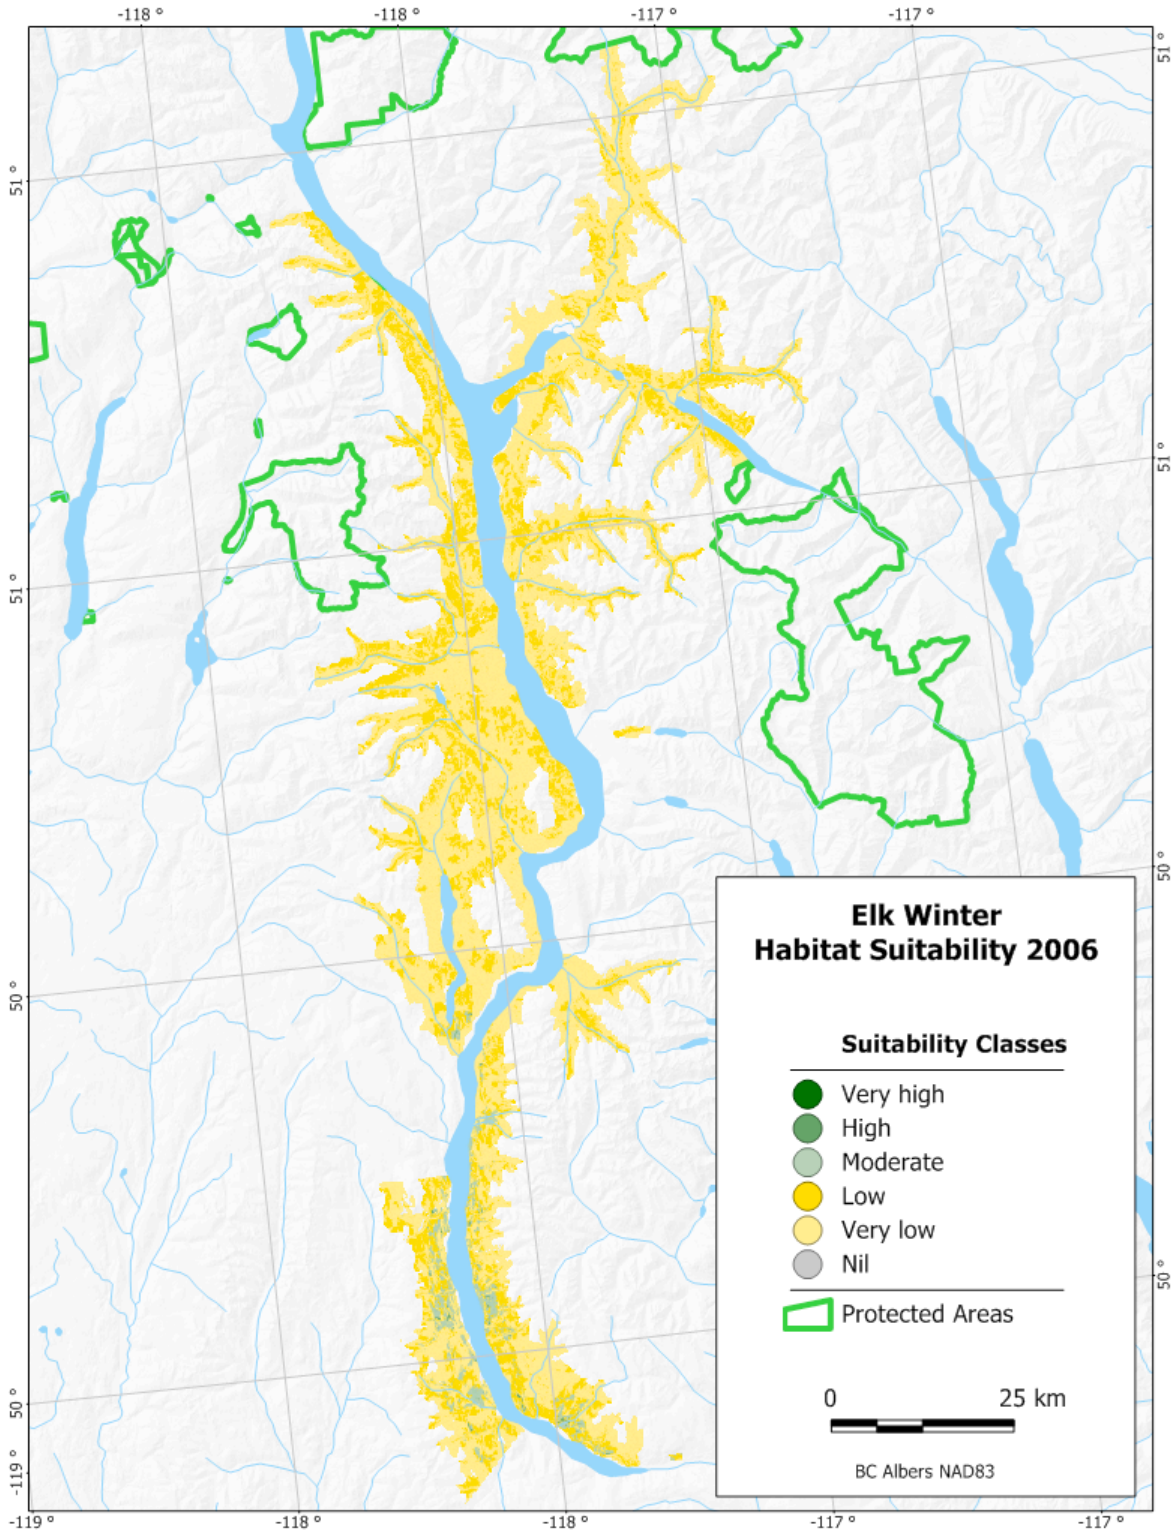 -118 °
-118 °
-117 °
-117 °
51 °
51 °
51 °
51 °
50 °
50 °
50 °
50 °
-119 °
-119 °
-118 °
-118 °
-117 °
-117 °
Elk Winter
Habitat Suitability 2006
Suitability Classes
Very high
High
Moderate
Low
Very low
Nil
Protected Areas
0 25 km
BC Albers NAD83